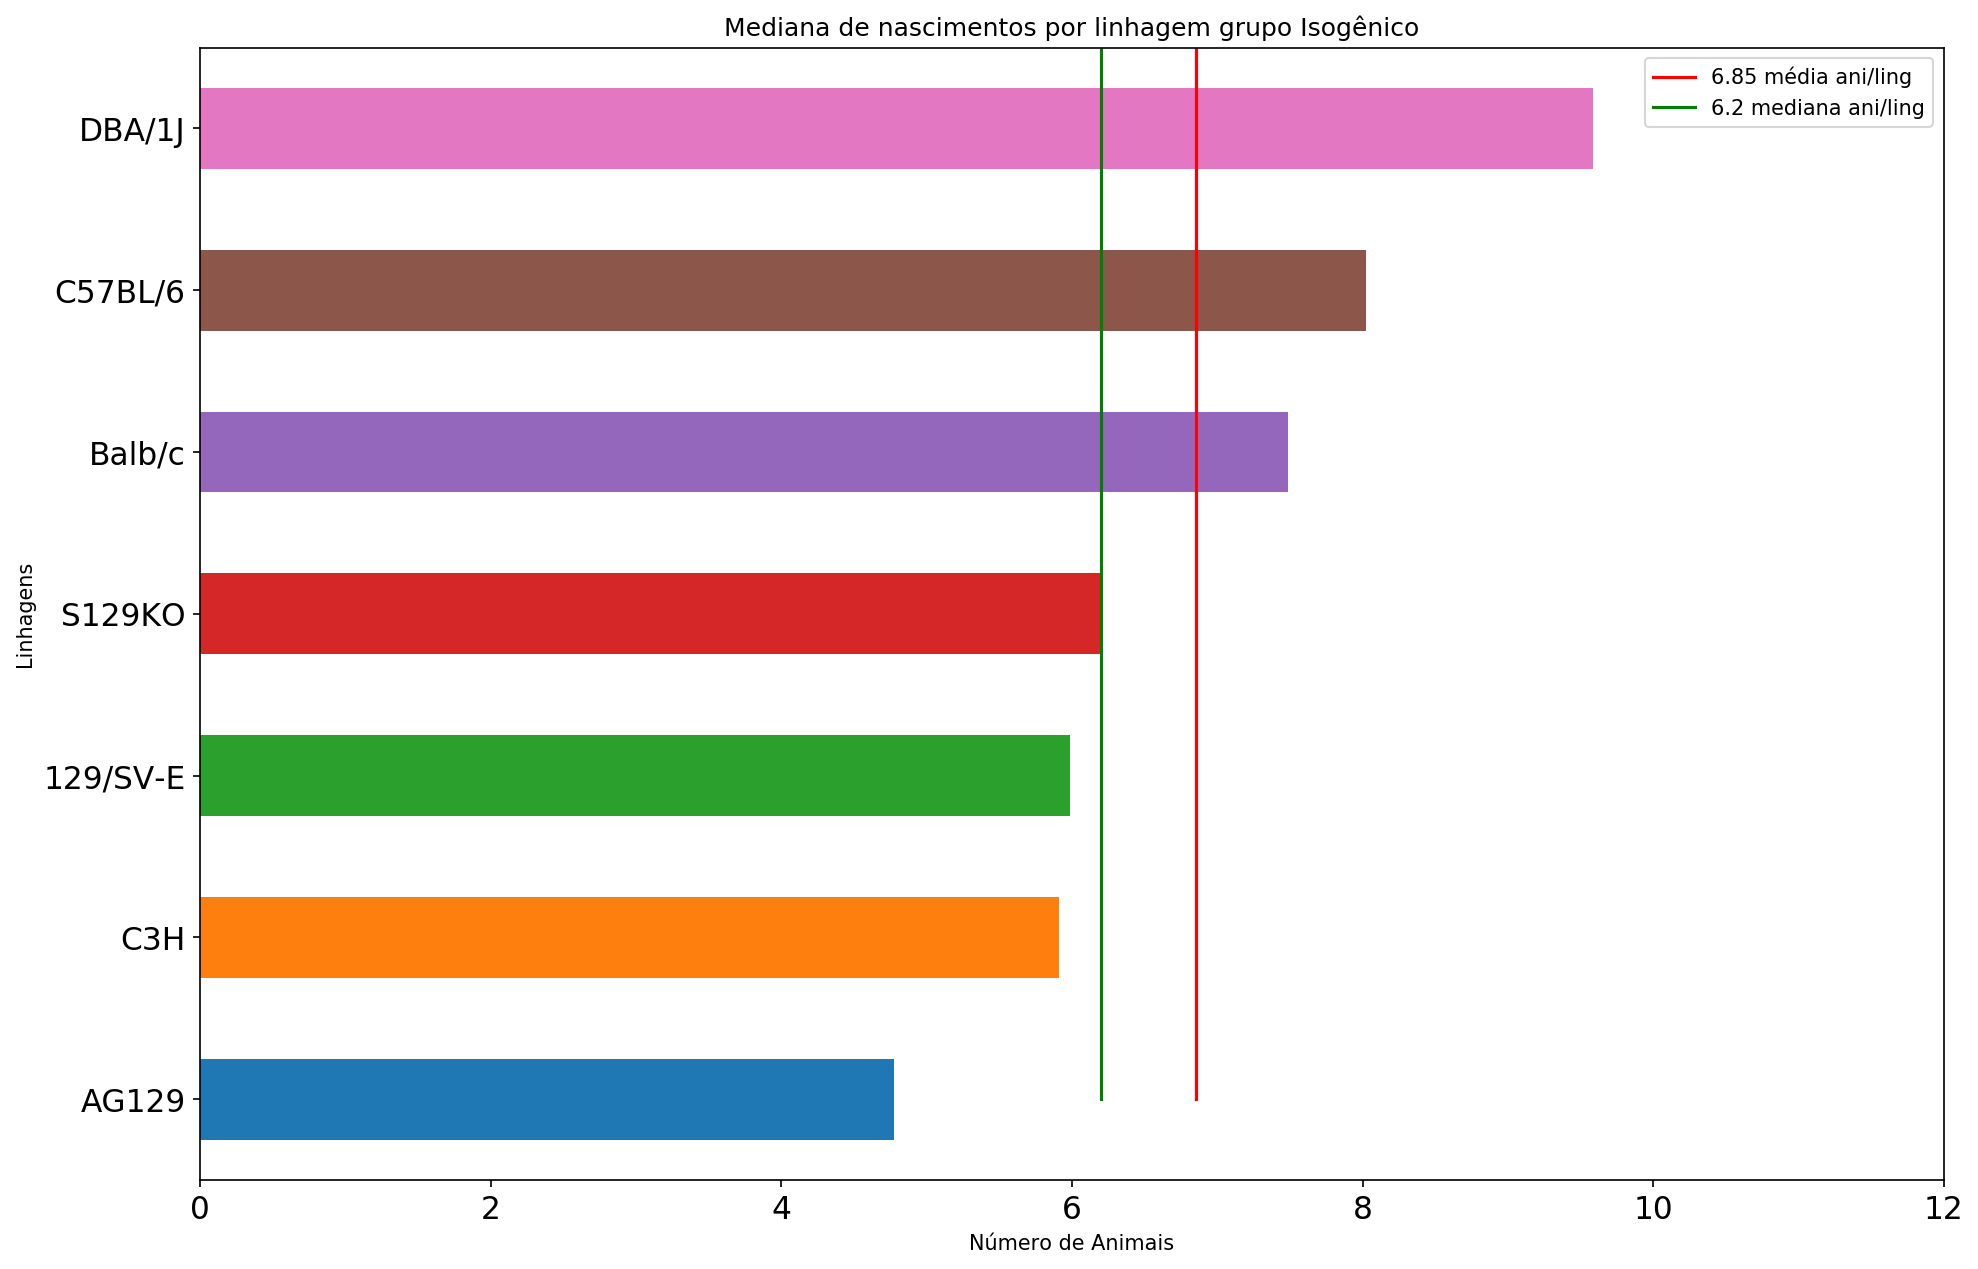 Mediana de nascimentos por linhagem grupo Isogênico
6.85 média ani/ling
6.2 mediana ani/ling
DBA/1J
C57BL/6
Balb/c
S129KO
129/SV-E
C3H
AG129
Linhagens
0 2 4 6 8 10 12
Número de Animais